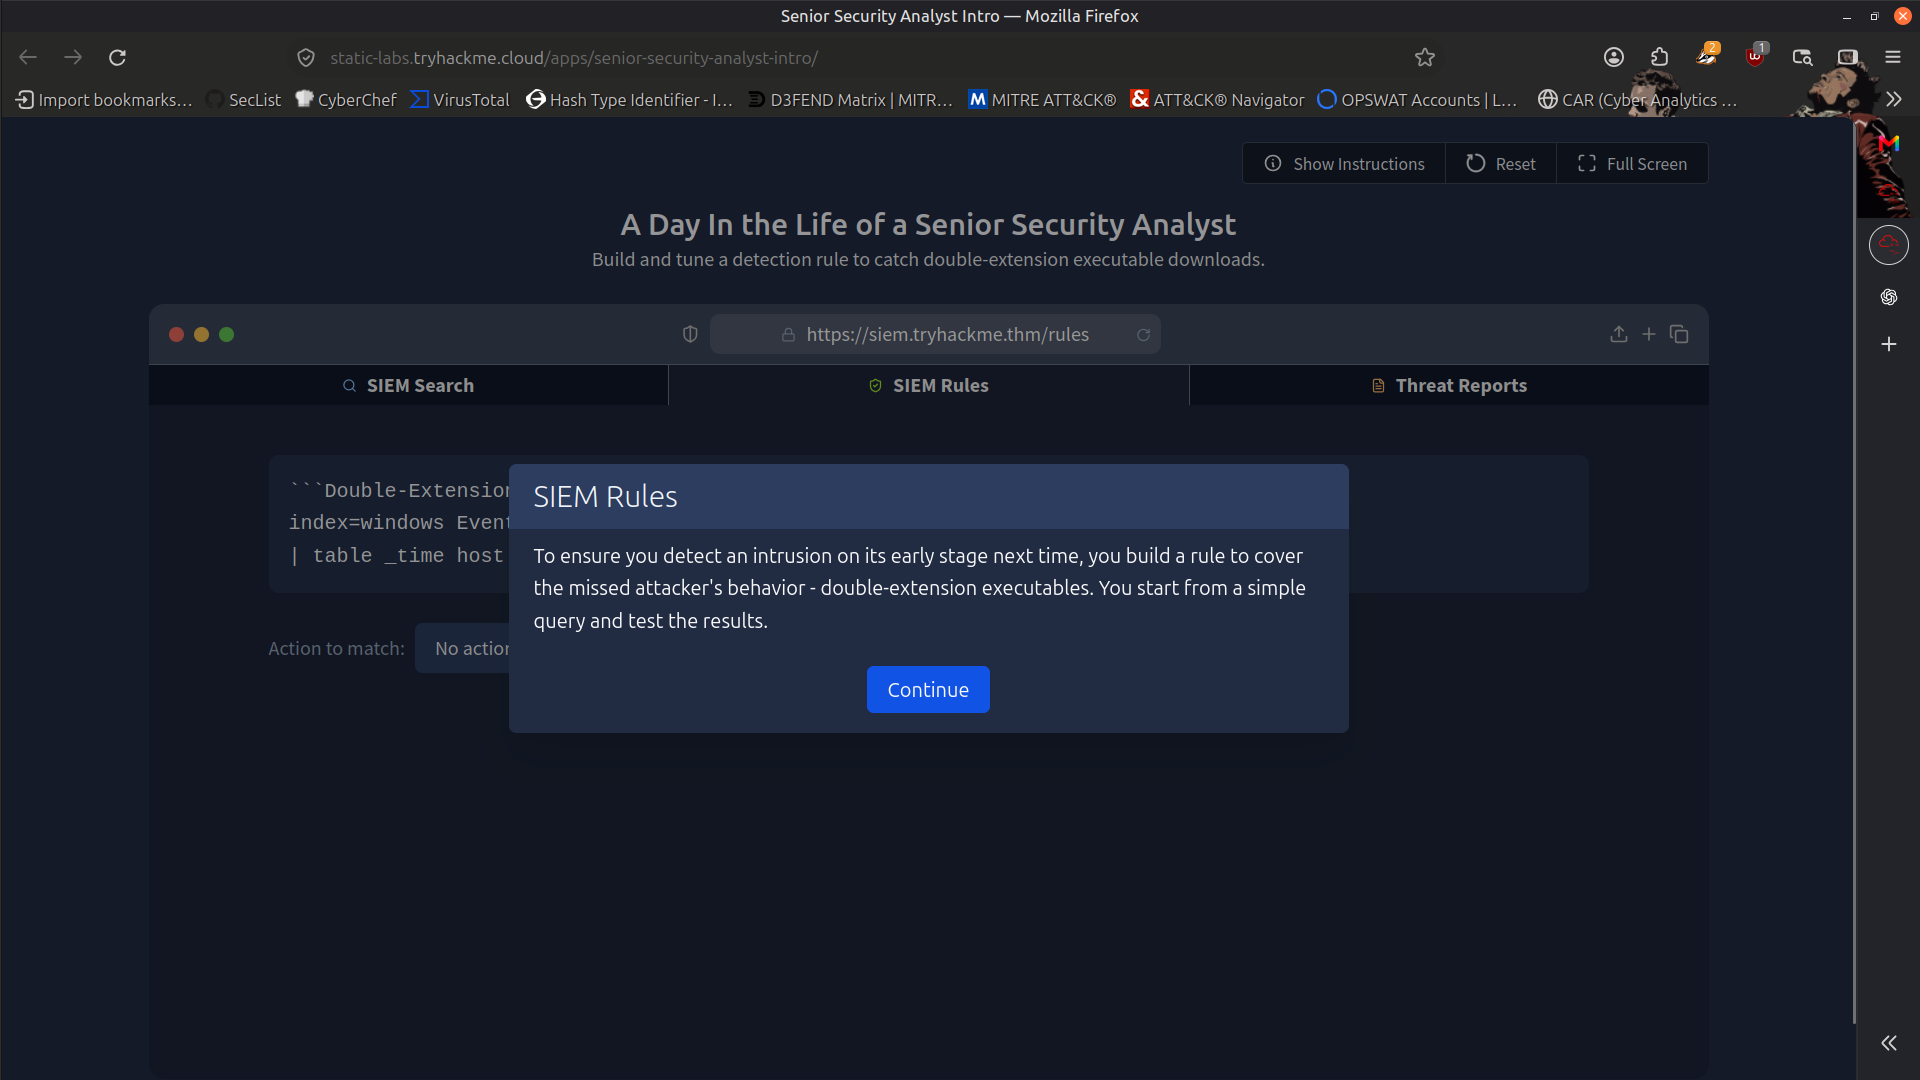 Senior Security Analyst Intro — Mozilla Firefox
static-labs.tryhackme.cloud/apps/senior-security-analyst-intro/
2
1
Import bookmarks... SecList CyberChef VirusTotal Hash Type Identifier - I... D3FEND Matrix | MITR... MITRE ATT&CK® ATT&CK® Navigator OPSWAT Accounts | L... CAR (Cyber Analytics ...
Show Instructions Reset Full Screen
A Day In the Life of a Senior Security Analyst
Build and tune a detection rule to catch double-extension executable downloads.
https://siem.tryhackme.thm/rules
SIEM Search SIEM Rules Threat Reports
```Double-Extension
index=windows Event
| table _time host
Action to match: No action
SIEM Rules
To ensure you detect an intrusion on its early stage next time, you build a rule to cover
the missed attacker's behavior - double-extension executables. You start from a simple
query and test the results.
Continue